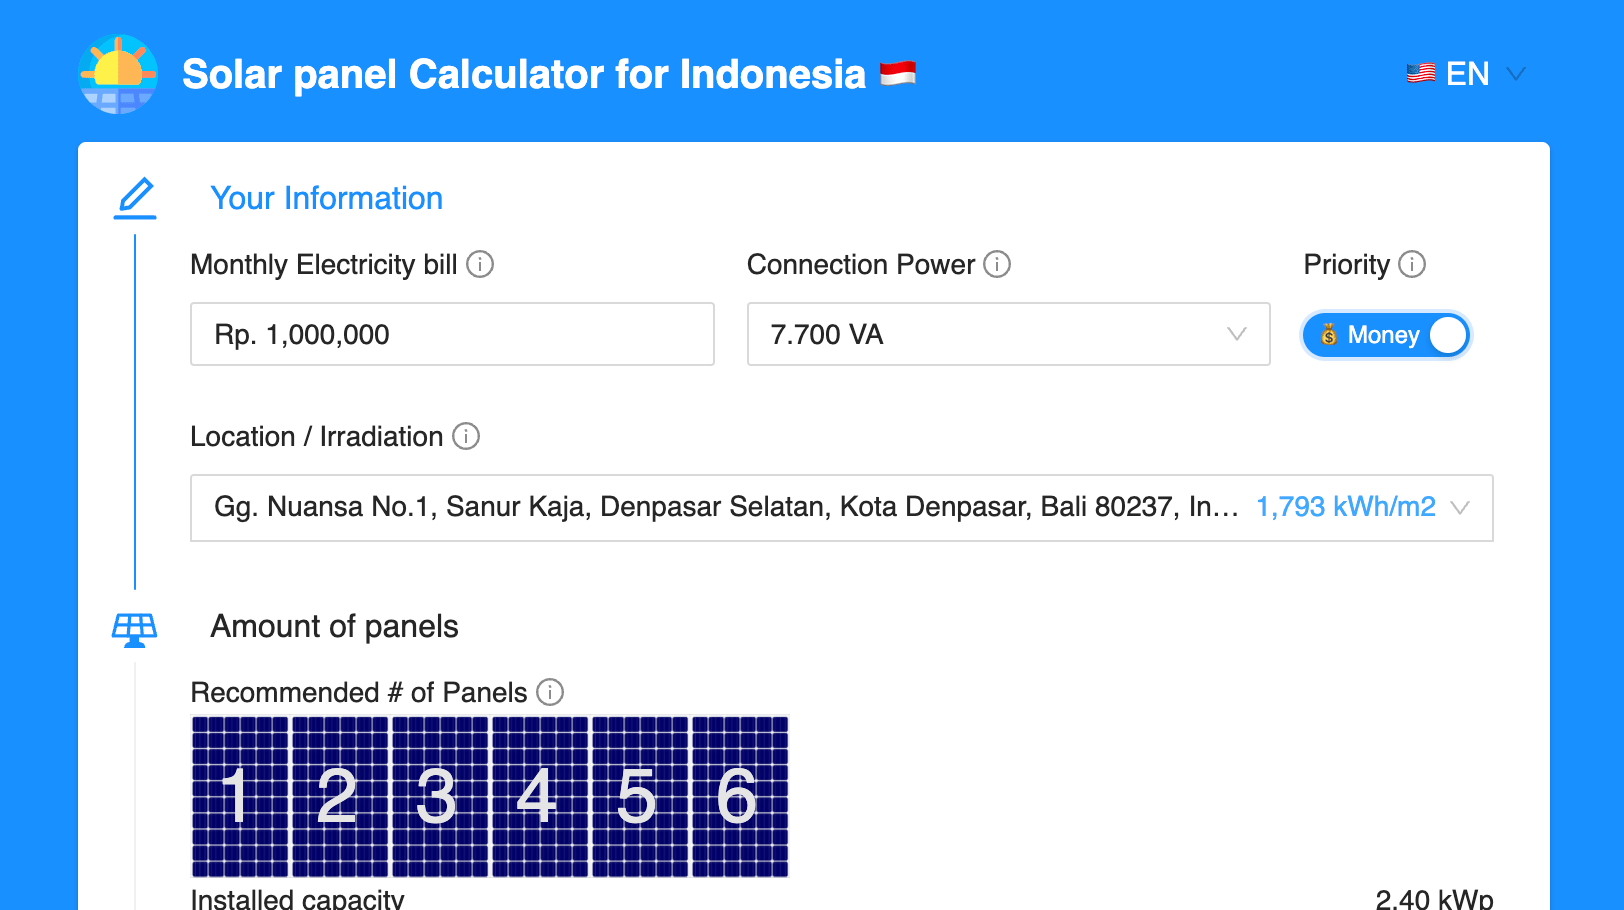 Solar panel Calculator for Indonesia
EN
Your Information
Monthly Electricity bill
Connection Power
Priority
Rp. 1,000,000
7.700 VA
Money
Location / Irradiation
Gg. Nuansa No.1, Sanur Kaja, Denpasar Selatan, Kota Denpasar, Bali 80237, In... 1,793 kWh/m2
Amount of panels
Recommended # of Panels
1 2 3 4 5 6
Installed capacity 2.40 kWp